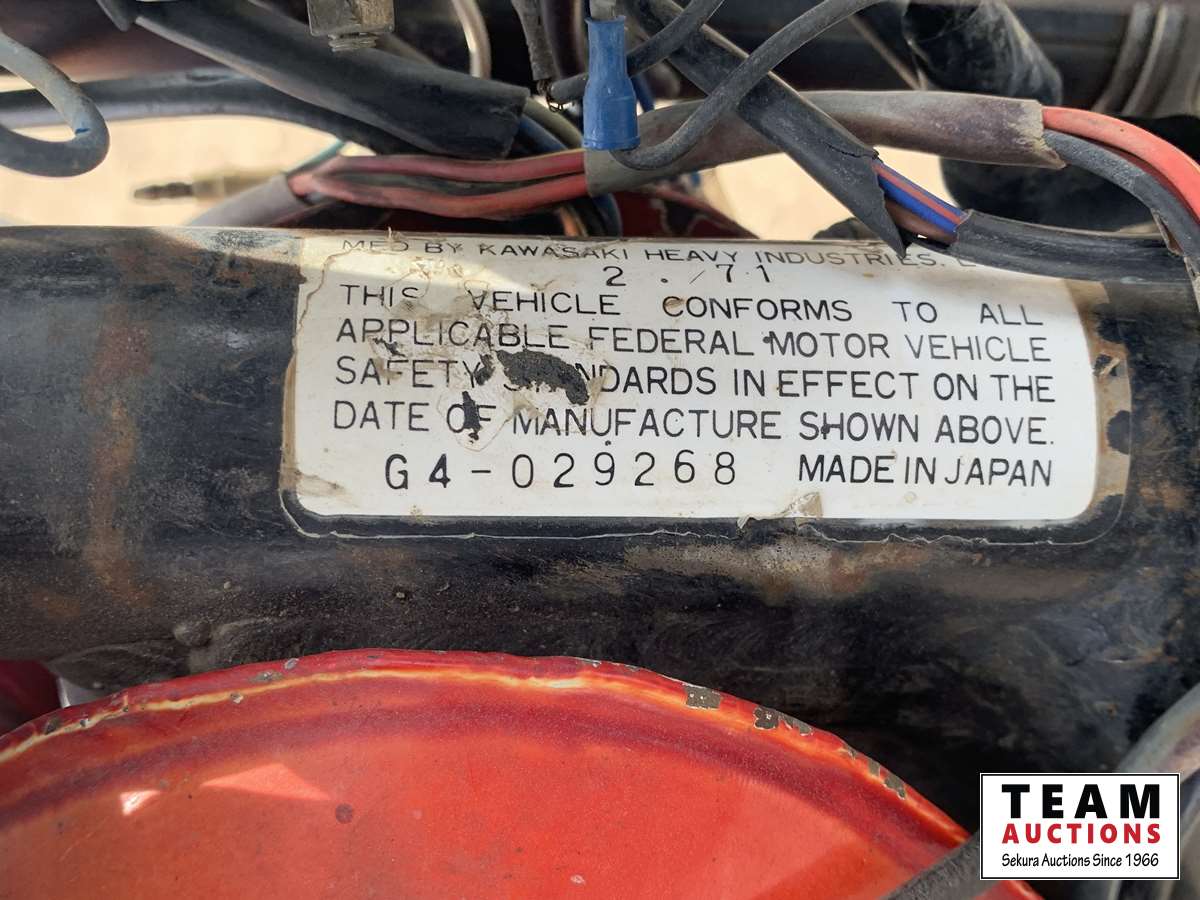 MFD BY KAWASAKI HEAVY INDUSTRIES.
2 . /71
THIS VEHICLE CONFORMS TO ALL
APPLICABLE FEDERAL MOTOR VEHICLE
SAFETY STANDARDS IN EFFECT ON THE
DATE OF MANUFACTURE SHOWN ABOVE.
G4-029268 MADE IN JAPAN
TEAM
AUCTIONS
Sekura Auctions Since 1966